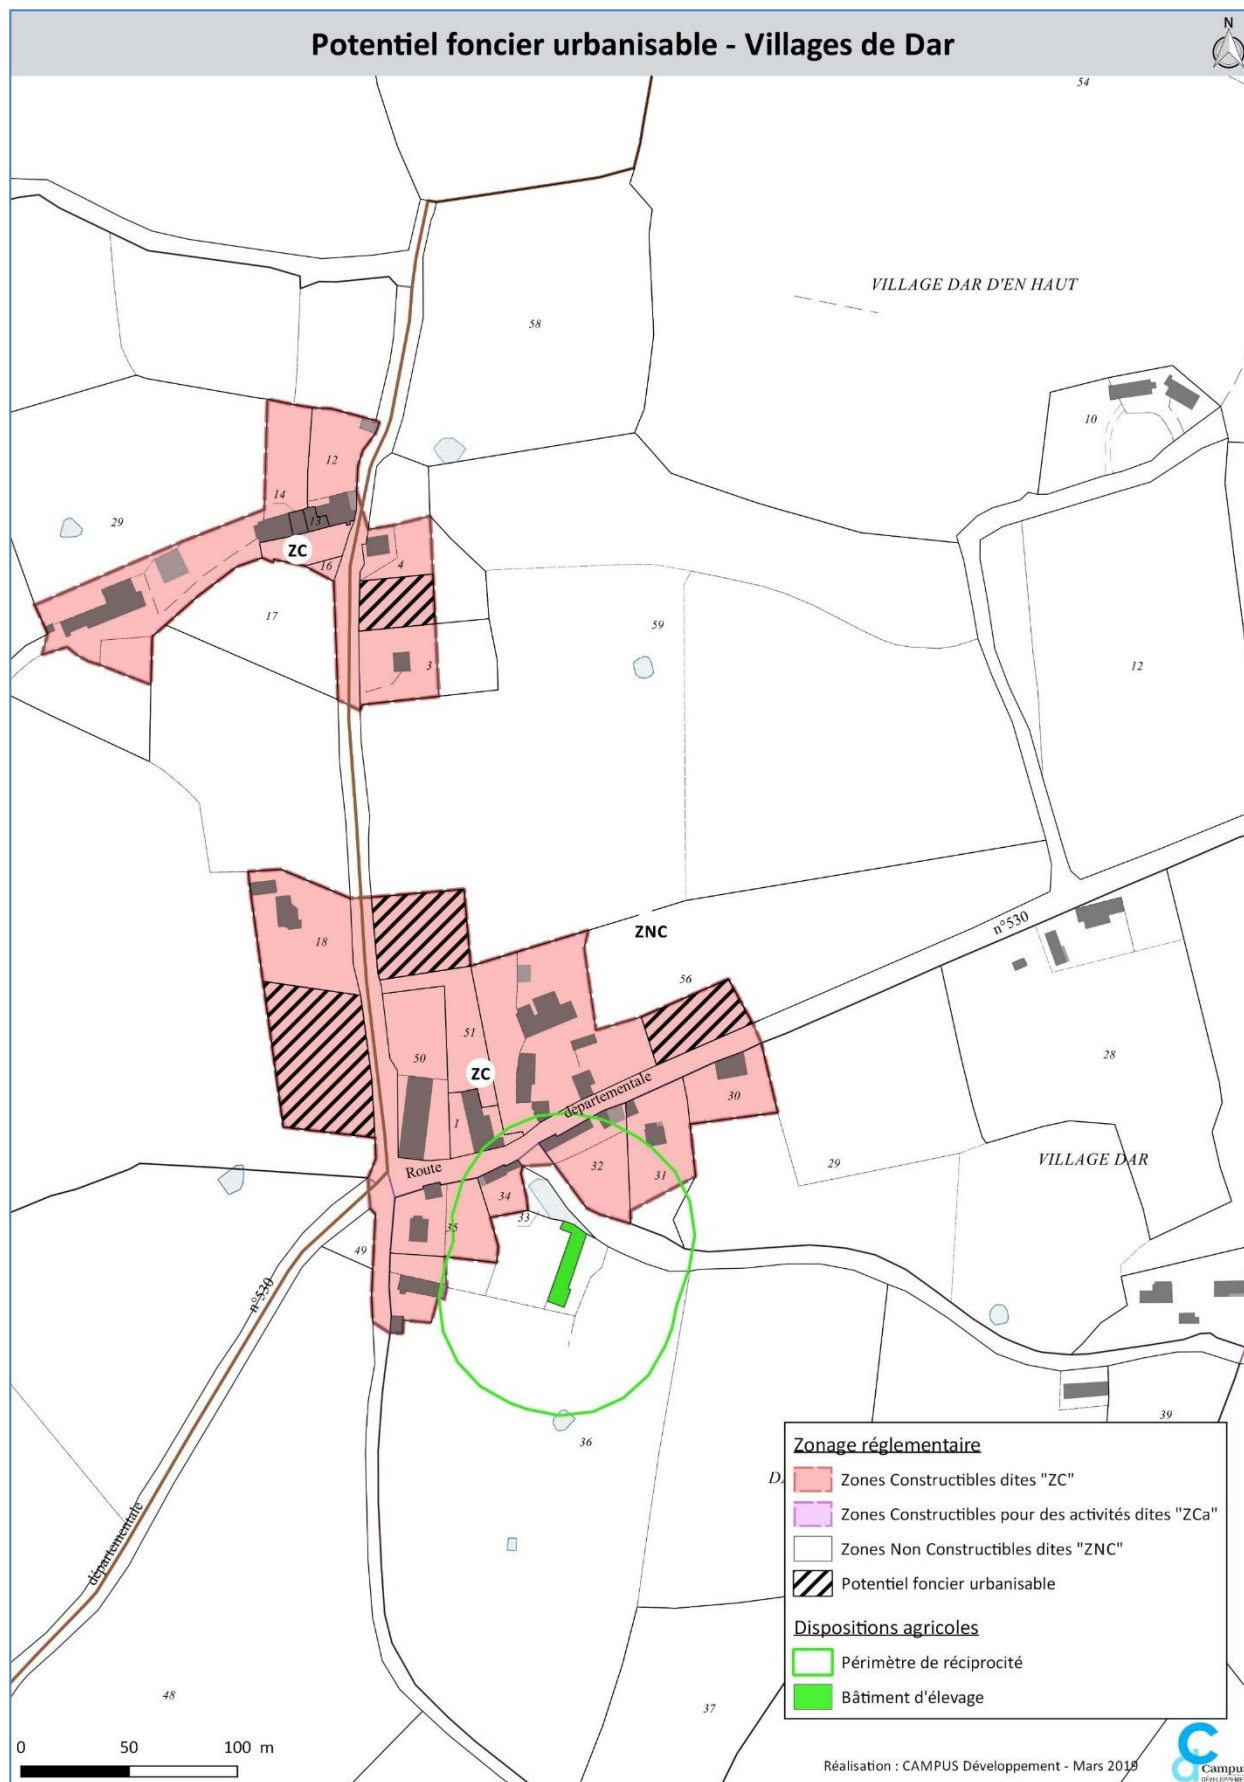 Potentiel foncier urbanisable - Villages de Dar
N
54
VILLAGE DAR D'EN HAUT
58
10
12
14
29
13
ZC
16
4
17
59
3
12
ZNC
n°530
18
56
51
50
ZC
départementale
28
30
1
Route
32
31
29
VILLAGE DAR
34
33
35
49
n°530
39
36
D
départementale
48
37
Zonage réglementaire
Zones Constructibles dites "ZC"
Zones Constructibles pour des activités dites "ZCa"
Zones Non Constructibles dites "ZNC"
Potentiel foncier urbanisable
Dispositions agricoles
Périmètre de réciprocité
Bâtiment d'élevage
0 50 100 m
Réalisation : CAMPUS Développement - Mars 2019
Campus
DÉVELOPPEMENT